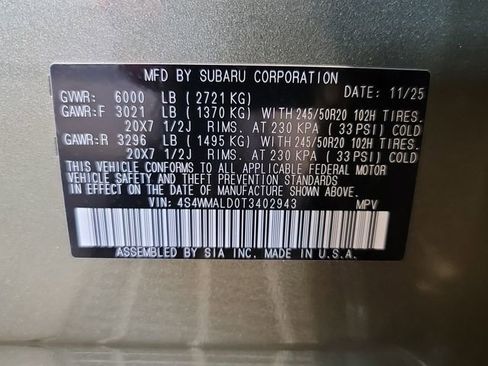 MFD BY SUBARU CORPORATION
GVWR: 6000 LB ( 2721 KG) DATE: 11/25
GAWR:F 3021 LB ( 1370 KG) WITH 245/50R20 102H TIRES.
20X7 1/2J RIMS. AT 230 KPA ( 33 PSI) COLD
GAWR:R 3296 LB ( 1495 KG) WITH 245/50R20 102H TIRES.
20X7 1/2J RIMS. AT 230 KPA ( 33 PSI) COLD
THIS VEHICLE CONFORMS TO ALL APPLICABLE FEDERAL MOTOR
VEHICLE SAFETY AND THEFT PREVENTION STANDARDS
IN EFFECT ON THE DATE OF MANUFACTURE SHOWN ABOVE.
VIN: 4S4WMALD0T3402943 MPV
ASSEMBLED BY SIA INC. MADE IN U.S.A.